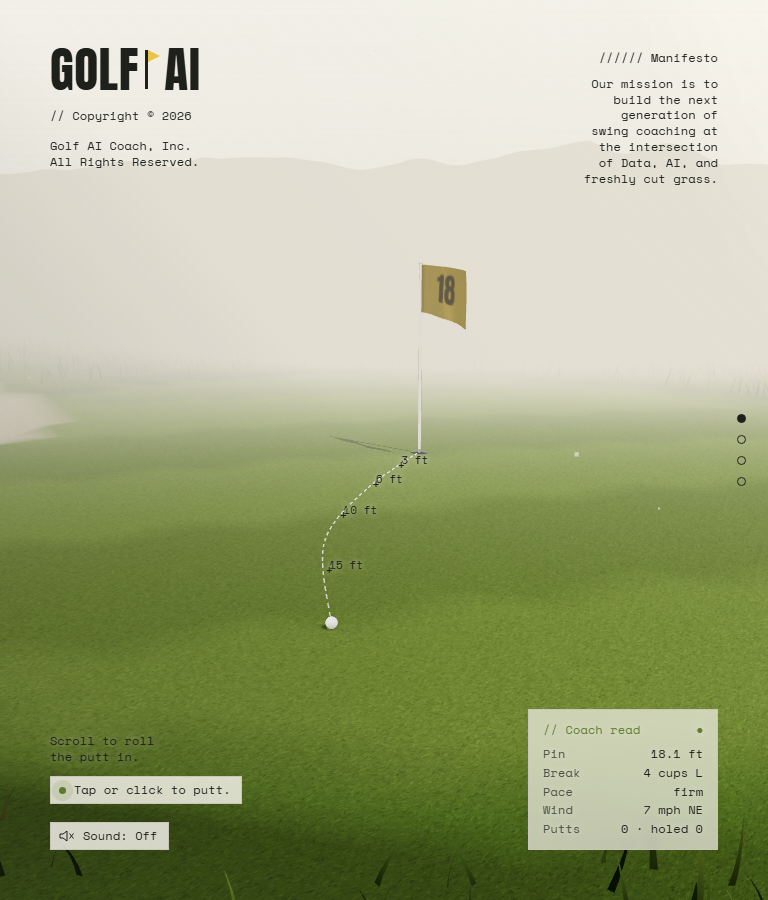 GOLF AI
// Copyright © 2026
Golf AI Coach, Inc.
All Rights Reserved.
////// Manifesto
Our mission is to
build the next
generation of
swing coaching at
the intersection
of Data, AI, and
freshly cut grass.
18
3 ft
6 ft
10 ft
15 ft
Scroll to roll
the putt in.
Tap or click to putt.
Sound: Off
// Coach read
Pin 18.1 ft
Break 4 cups L
Pace firm
Wind 7 mph NE
Putts 0 · holed 0